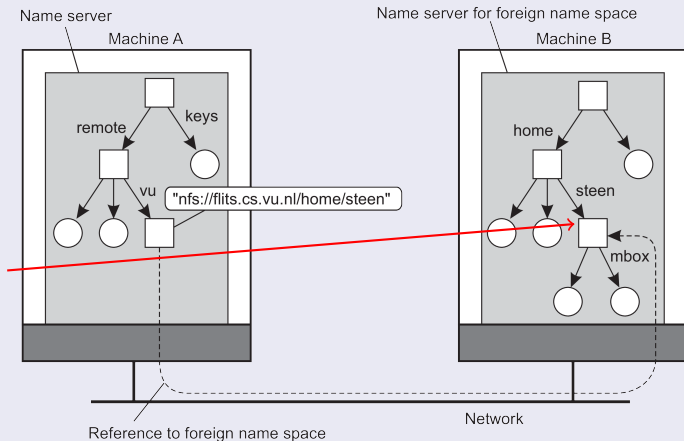 Name server
Name server for foreign name space
Machine A
Machine B
remote
keys
vu
"nfs://flits.cs.vu.nl/home/steen"
home
steen
mbox
Network
Reference to foreign name space